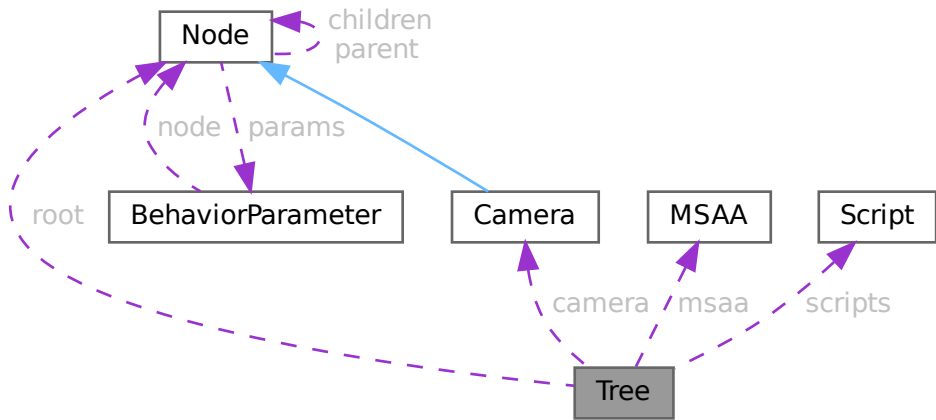 children
Node
parent
node
params
root
BehaviorParameter
Camera
MSAA
Script
camera
msaa
scripts
Tree